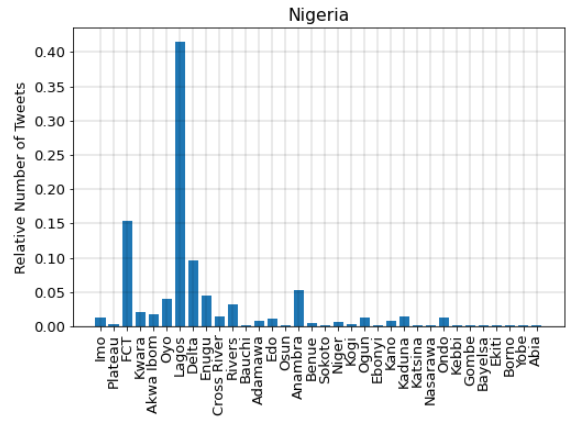 Nigeria
Relative Number of Tweets
0.40
0.35
0.30
0.25
0.20
0.15
0.10
0.05
0.00
Imo
Plateau
FCT
Kwara
Akwa Ibom
Oyo
Lagos
Delta
Enugu
Cross River
Rivers
Bauchi
Adamawa
Edo
Osun
Anambra
Benue
Sokoto
Niger
Kogi
Ogun
Ebonyi
Kano
Kaduna
Katsina
Nasarawa
Ondo
Kebbi
Gombe
Bayelsa
Ekiti
Borno
Yobe
Abia